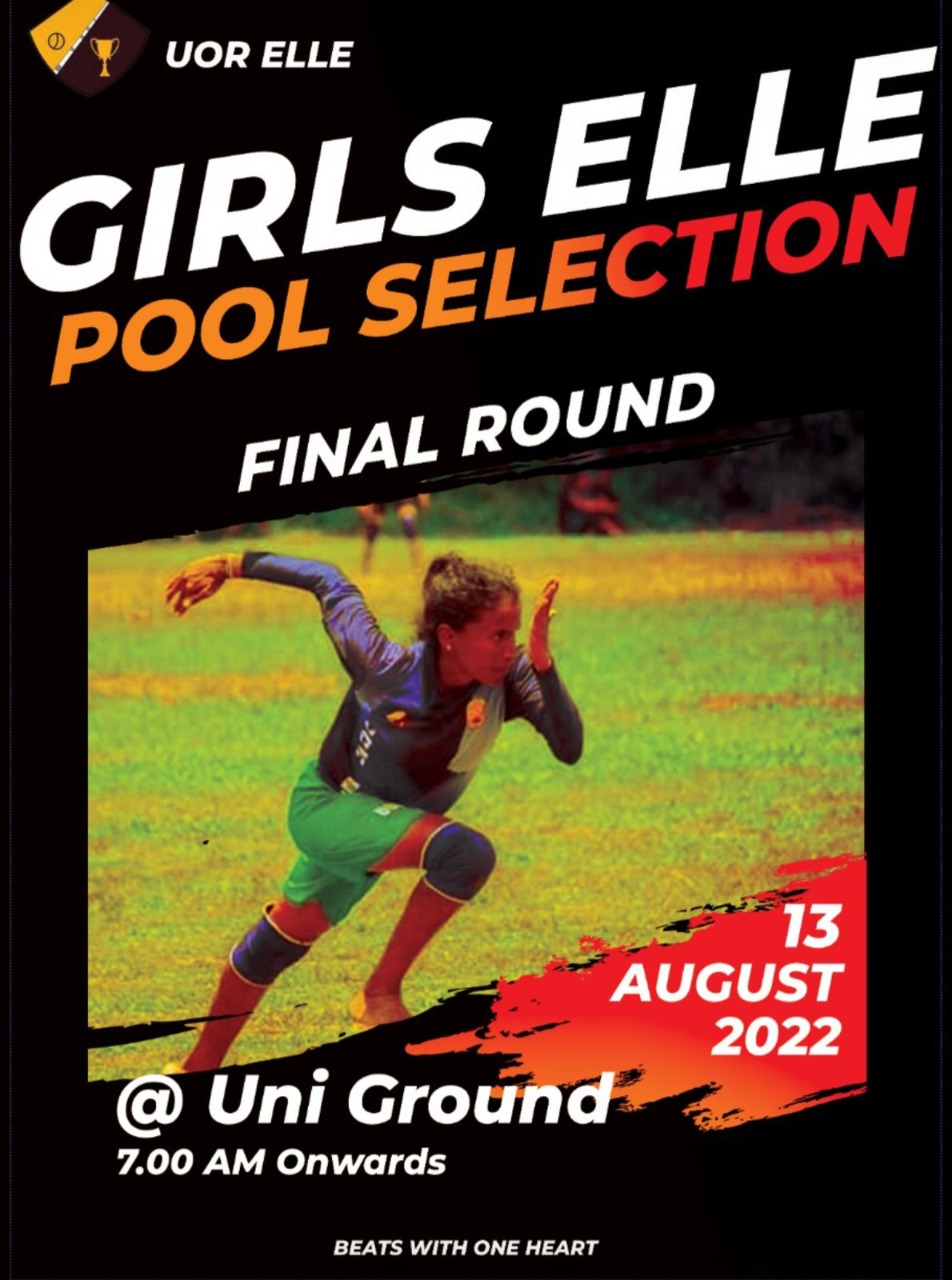 UOR ELLE
GIRLS ELLE
POOL SELECTION
FINAL ROUND
13
AUGUST
2022
@ Uni Ground
7.00 AM Onwards
BEATS WITH ONE HEART